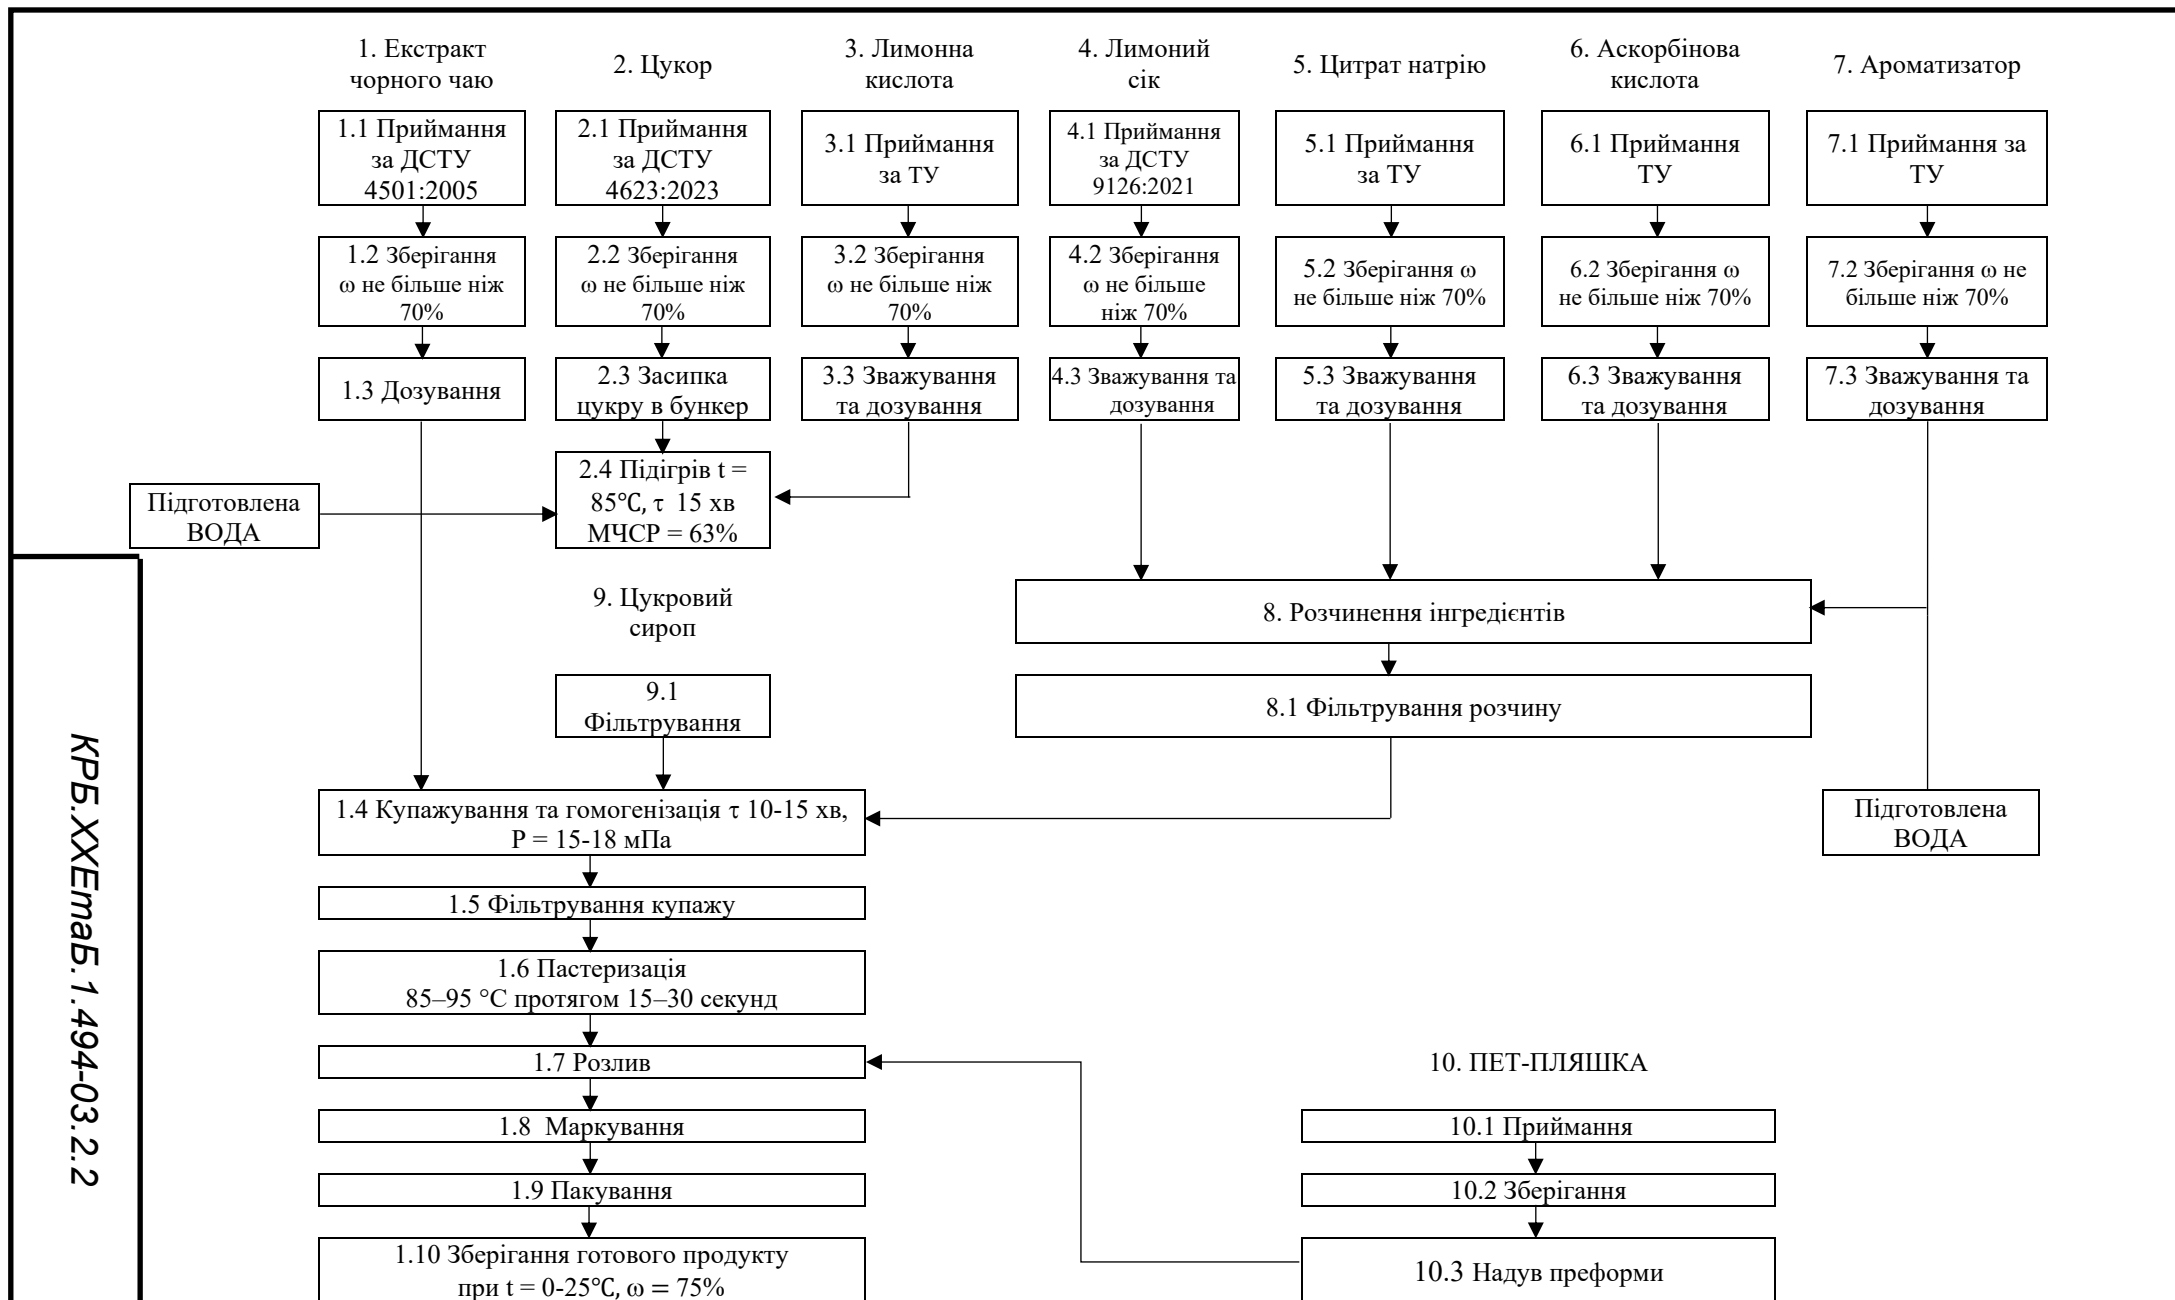 1. Екстракт
чорного чаю
2. Цукор
3. Лимонна
кислота
4. Лимоний
сік
5. Цитрат натрію
6. Аскорбінова
кислота
7. Ароматизатор
1.1 Приймання
за ДСТУ
4501:2005
2.1 Приймання
за ДСТУ
4623:2023
3.1 Приймання
за ТУ
4.1 Приймання
за ДСТУ
9126:2021
5.1 Приймання
за ТУ
6.1 Приймання
ТУ
7.1 Приймання за
ТУ
1.2 Зберігання
ω не більше ніж
70%
2.2 Зберігання
ω не більше ніж
70%
3.2 Зберігання
ω не більше ніж
70%
4.2 Зберігання
ω не більше
ніж 70%
5.2 Зберігання ω
не більше ніж 70%
6.2 Зберігання ω
не більше ніж 70%
7.2 Зберігання ω не
більше ніж 70%
1.3 Дозування
2.3 Засипка
цукру в бункер
3.3 Зважування
та дозування
4.3 Зважування та
дозування
5.3 Зважування
та дозування
6.3 Зважування
та дозування
7.3 Зважування та
дозування
Підготовлена
ВОДА
2.4 Підігрів t =
85℃, τ 15 хв
МЧСР = 63%
9. Цукровий
сироп
8. Розчинення інгредієнтів
9.1
Фільтрування
8.1 Фільтрування розчину
1.4 Купажування та гомогенізація τ 10-15 хв,
P = 15-18 мПа
Підготовлена
ВОДА
1.5 Фільтрування купажу
1.6 Пастеризація
85–95 °C протягом 15–30 секунд
1.7 Розлив
10. ПЕТ-ПЛЯШКА
1.8 Маркування
10.1 Приймання
1.9 Пакування
10.2 Зберігання
1.10 Зберігання готового продукту
при t = 0-25℃, ω = 75%
10.3 Надув преформи
КРБ.ХХЕтаБ.1.494-03.2.2